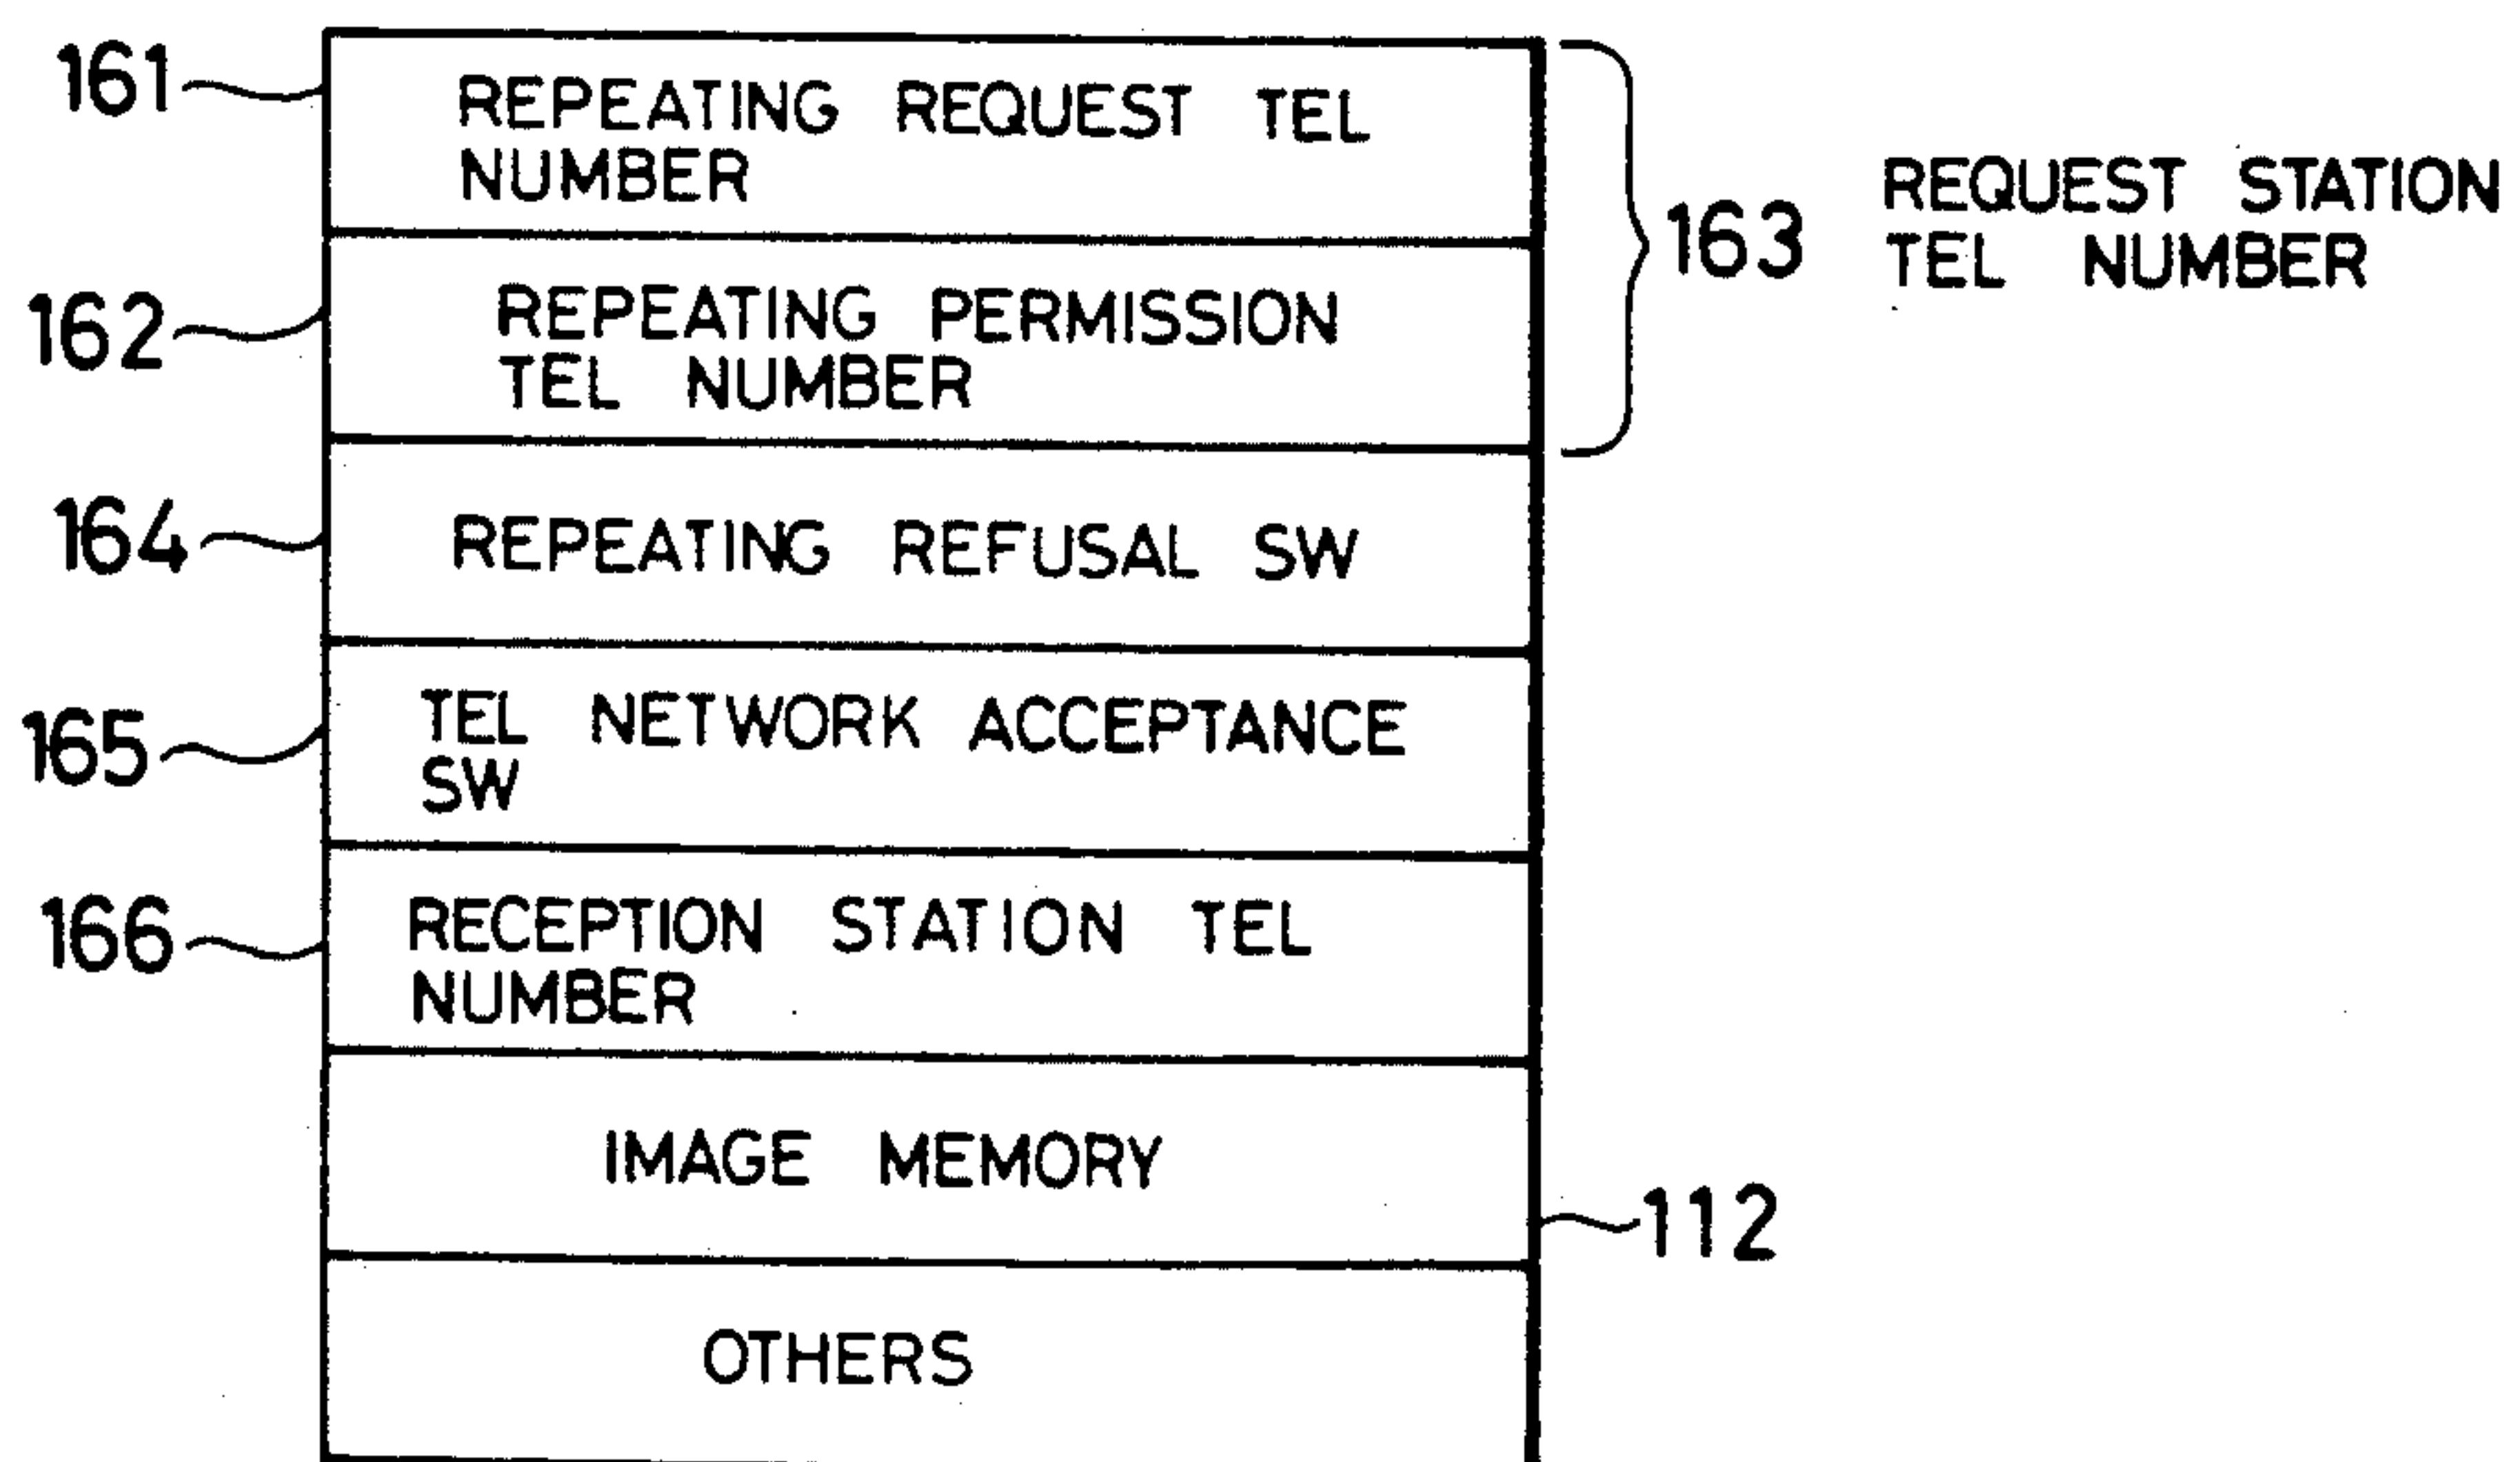 161
REPEATING REQUEST TEL
NUMBER
162
REPEATING PERMISSION
TEL NUMBER
163
REQUEST STATION
TEL NUMBER
164
REPEATING REFUSAL SW
165
TEL NETWORK ACCEPTANCE
SW
166
RECEPTION STATION TEL
NUMBER
IMAGE MEMORY
112
OTHERS